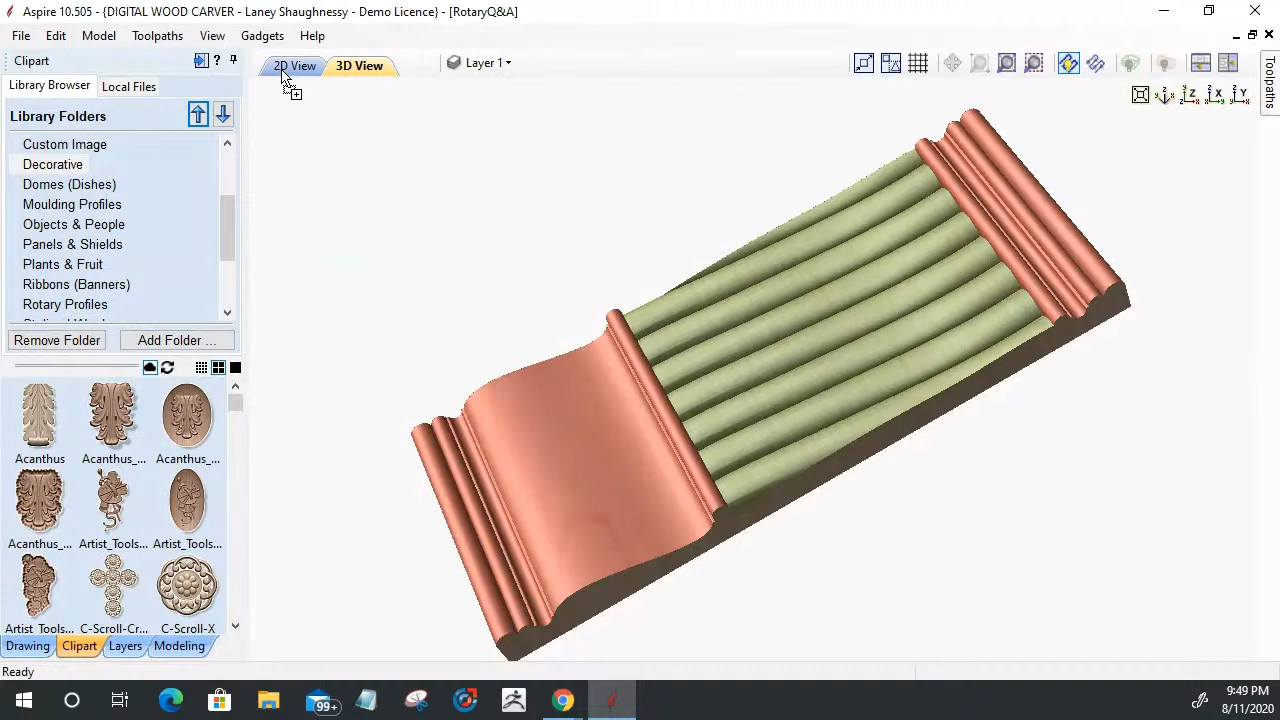 Aspire 10.505 - {DIGITAL WOOD CARVER - Laney Shaughnessy - Demo Licence} - [RotaryQ&A]
File Edit Model Toolpaths View Gadgets Help
Clipart
2D View 3D View Layer 1
Library Browser Local Files
Library Folders
Custom Image
Decorative
Domes (Dishes)
Moulding Profiles
Objects & People
Panels & Shields
Plants & Fruit
Ribbons (Banners)
Rotary Profiles
Remove Folder Add Folder ...
Acanthus Acanthus_... Acanthus_...
Acanthus_... Artist_Tools... Artist_Tools...
Artist_Tools... C-Scroll-Cr... C-Scroll-X
Drawing Clipart Layers Modeling
Toolpaths
Z X Y
Ready
99+
9:49 PM
8/11/2020